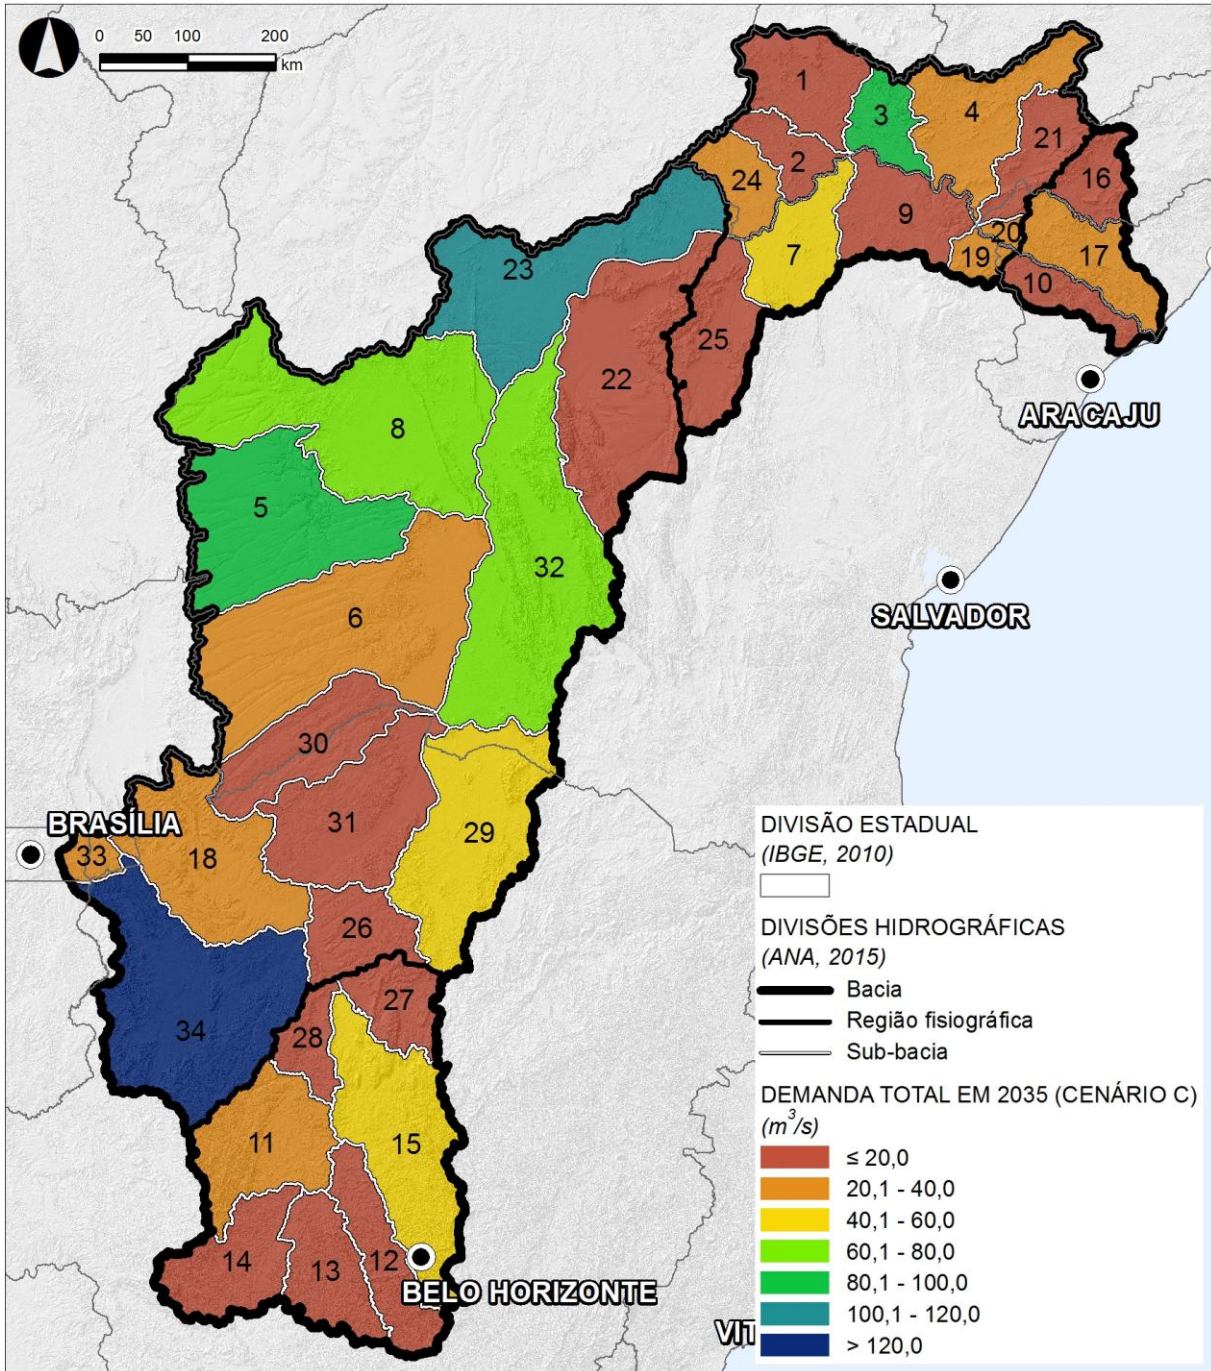 0 50 100 200
km
1
3
4
21
2
16
24
9
7
20
19
17
10
23
25
22
ARACAJU
8
5
32
SALVADOR
6
30
31
29
BRASÍLIA
33
18
26
27
34
28
11
15
14
13
12
BELO HORIZONTE
VIT
DIVISÃO ESTADUAL
(IBGE, 2010)
DIVISÕES HIDROGRÁFICAS
(ANA, 2015)
Bacia
Região fisiográfica
Sub-bacia
DEMANDA TOTAL EM 2035 (CENÁRIO C)
(m³/s)
≤ 20,0
20,1 - 40,0
40,1 - 60,0
60,1 - 80,0
80,1 - 100,0
100,1 - 120,0
> 120,0